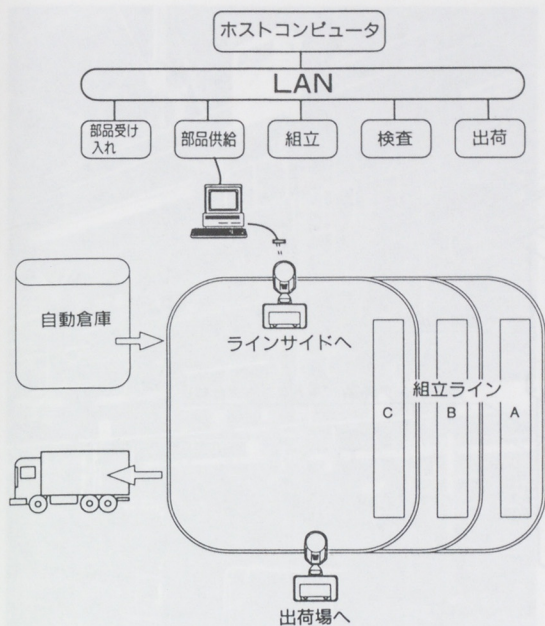 ホストコンピュータ
LAN
部品受け
入れ
部品供給
組立
検査
出荷
自動倉庫
ラインサイドへ
組立ライン
C
B
A
出荷場へ